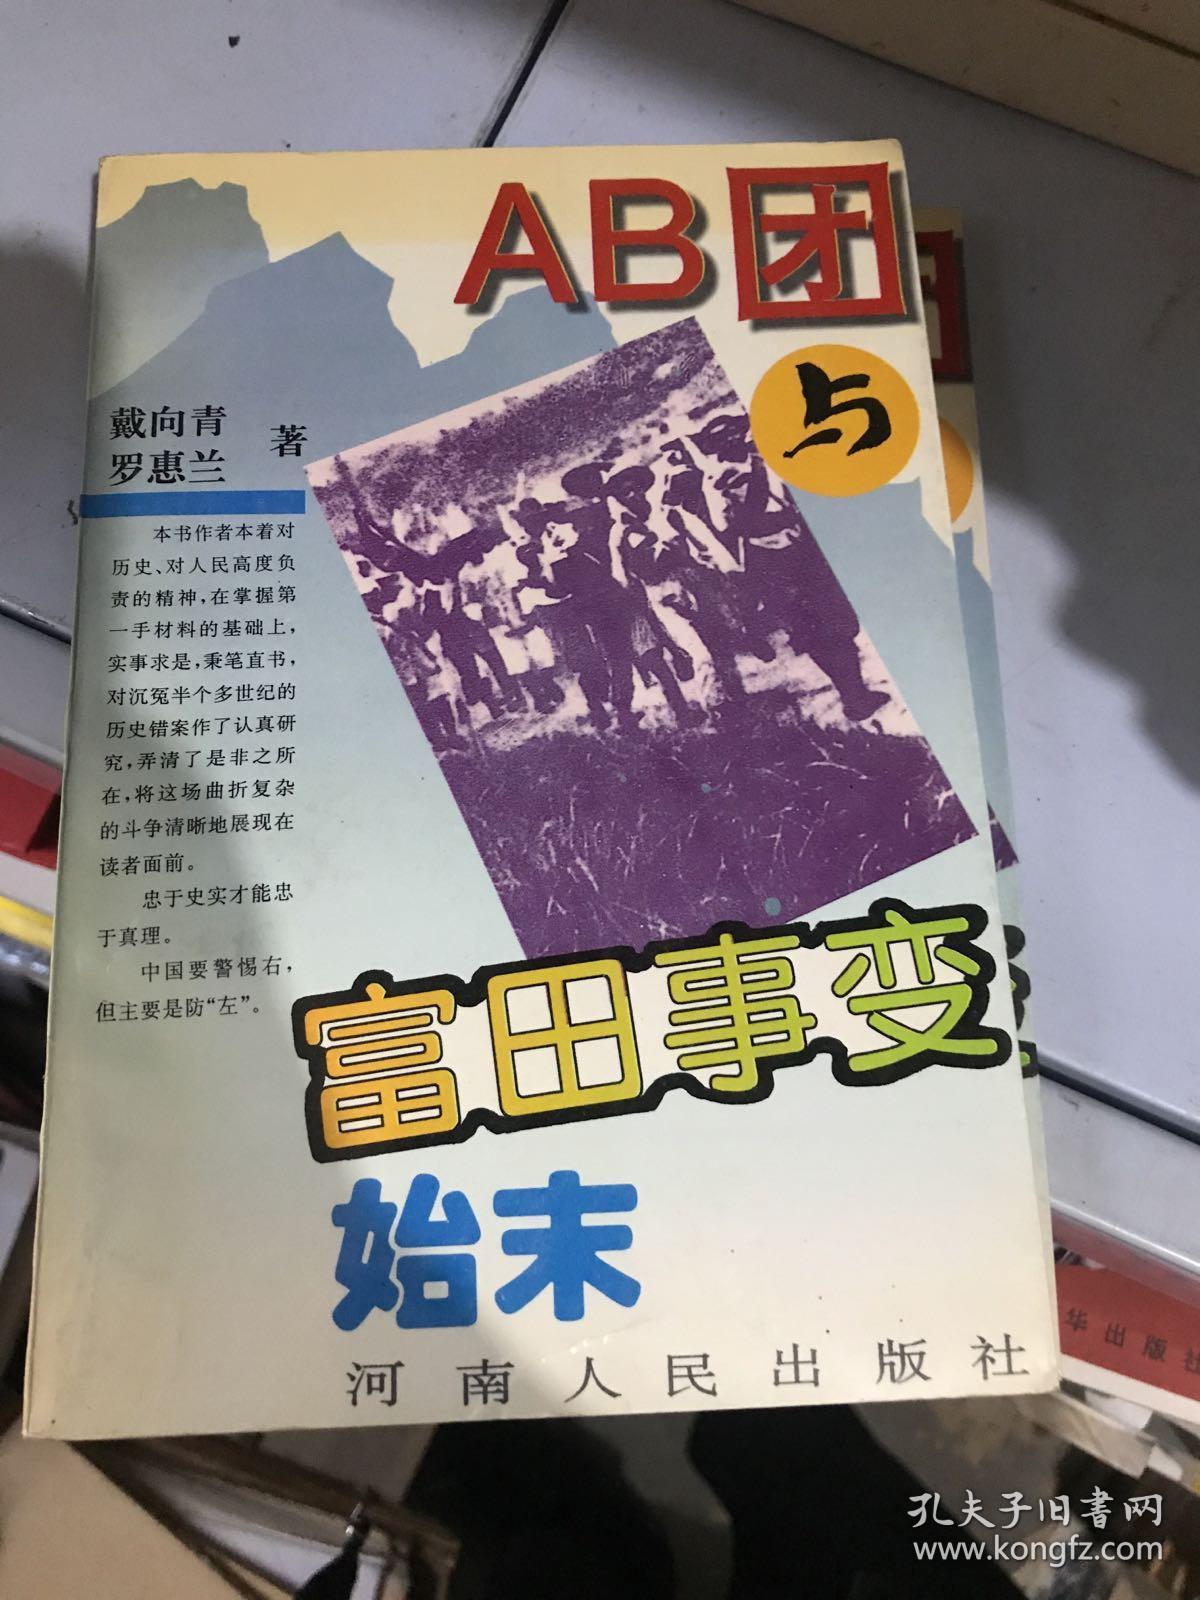 AB团
与
戴向青
罗惠兰 著
本书作者本着对
历史、对人民高度负
责的精神,在掌握第
一手材料的基础上,
实事求是,秉笔直书,
对沉冤半个多世纪的
历史错案作了认真研
究,弄清了是非之所
在,将这场曲折复杂
的斗争清晰地展现在
读者面前。
忠于史实才能忠
于真理。
中国要警惕右,
但主要是防“左”。
富田事变
始末
河南人民出版社
华出版社
孔夫子旧書网
www.kongfz.com